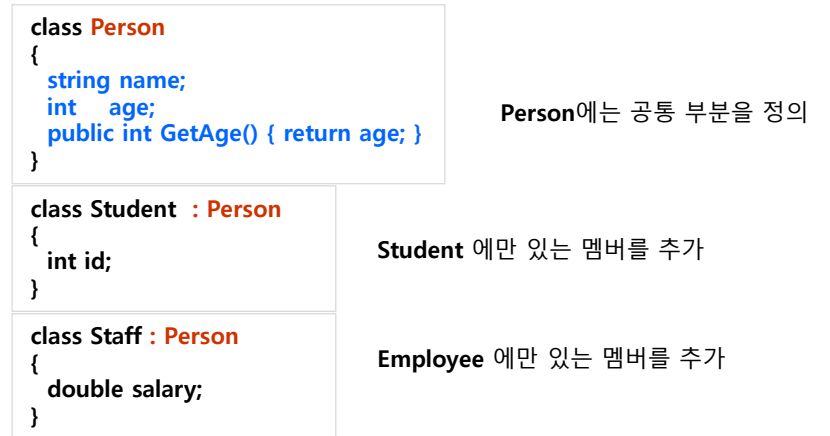 class Person
{
string name;
int age;
public int GetAge() { return age; }
}
Person에는 공통 부분을 정의
class Student : Person
{
int id;
}
Student 에만 있는 멤버를 추가
class Staff : Person
{
double salary;
}
Employee 에만 있는 멤버를 추가